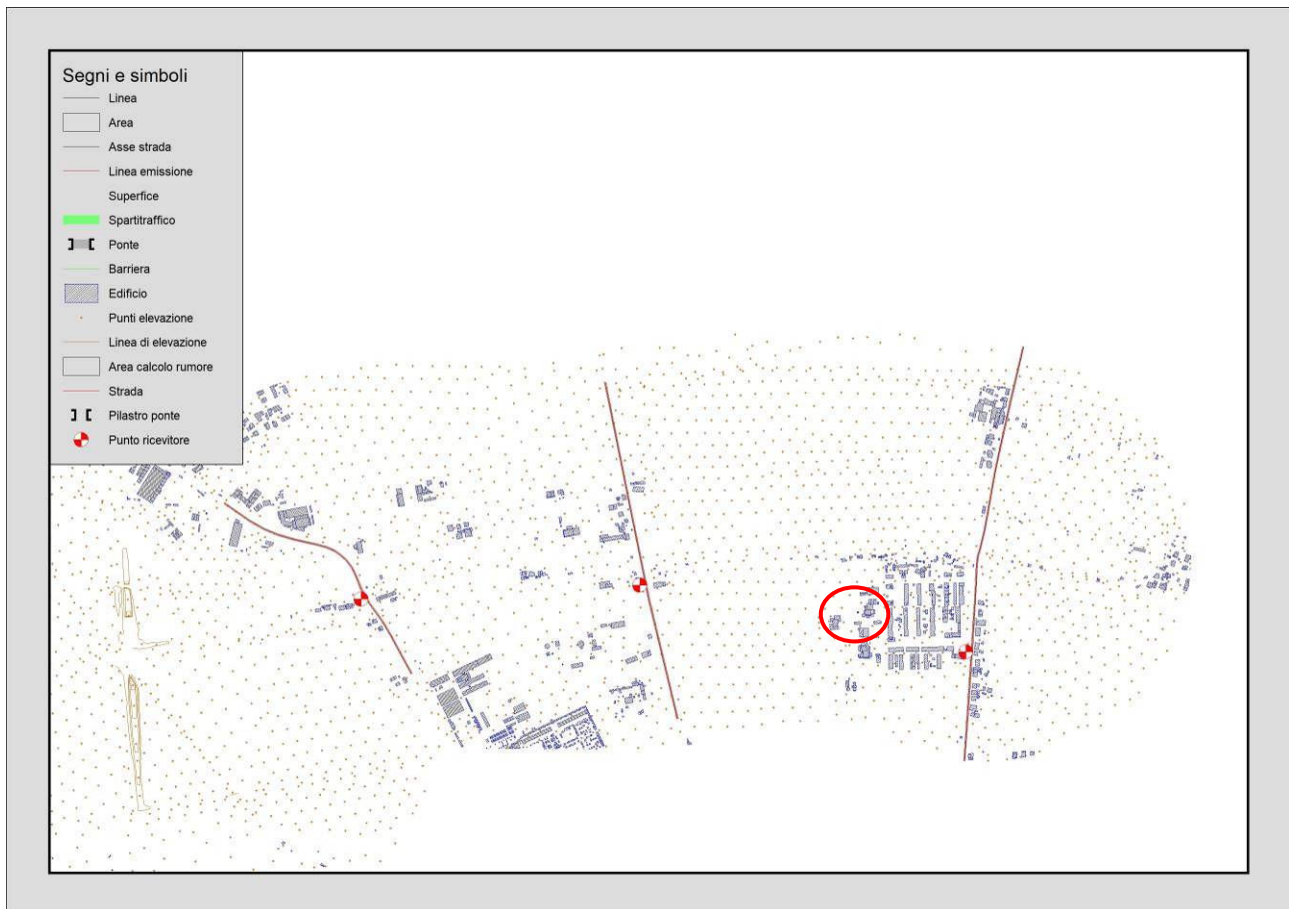 Segni e simboli
Linea
Area
Asse strada
Linea emissione
Superfice
Spartitraffico
Ponte
Barriera
Edificio
Punti elevazione
Linea di elevazione
Area calcolo rumore
Strada
Pilastro ponte
Punto ricevitore